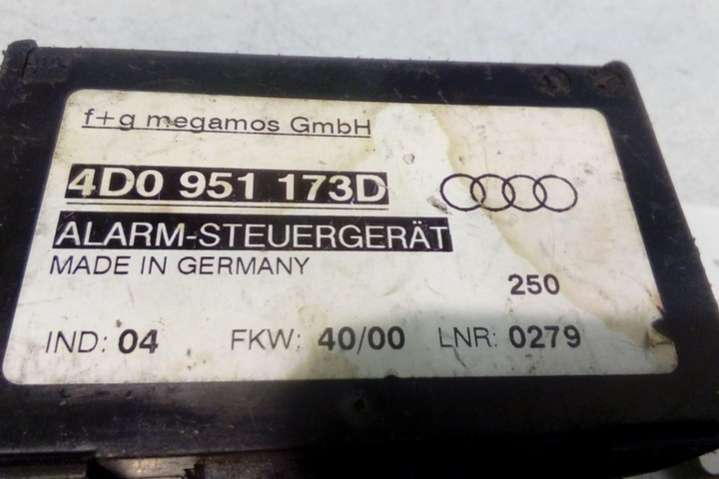 f+g megamos GmbH
4D0 951 173D
ALARM-STEUERGERÄT
MADE IN GERMANY
250
IND: 04 FKW: 40/00 LNR: 0279